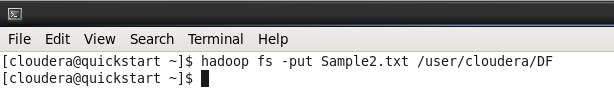 File Edit View Search Terminal Help
[cloudera@quickstart ~]$ hadoop fs -put Sample2.txt /user/cloudera/DF
[cloudera@quickstart ~]$